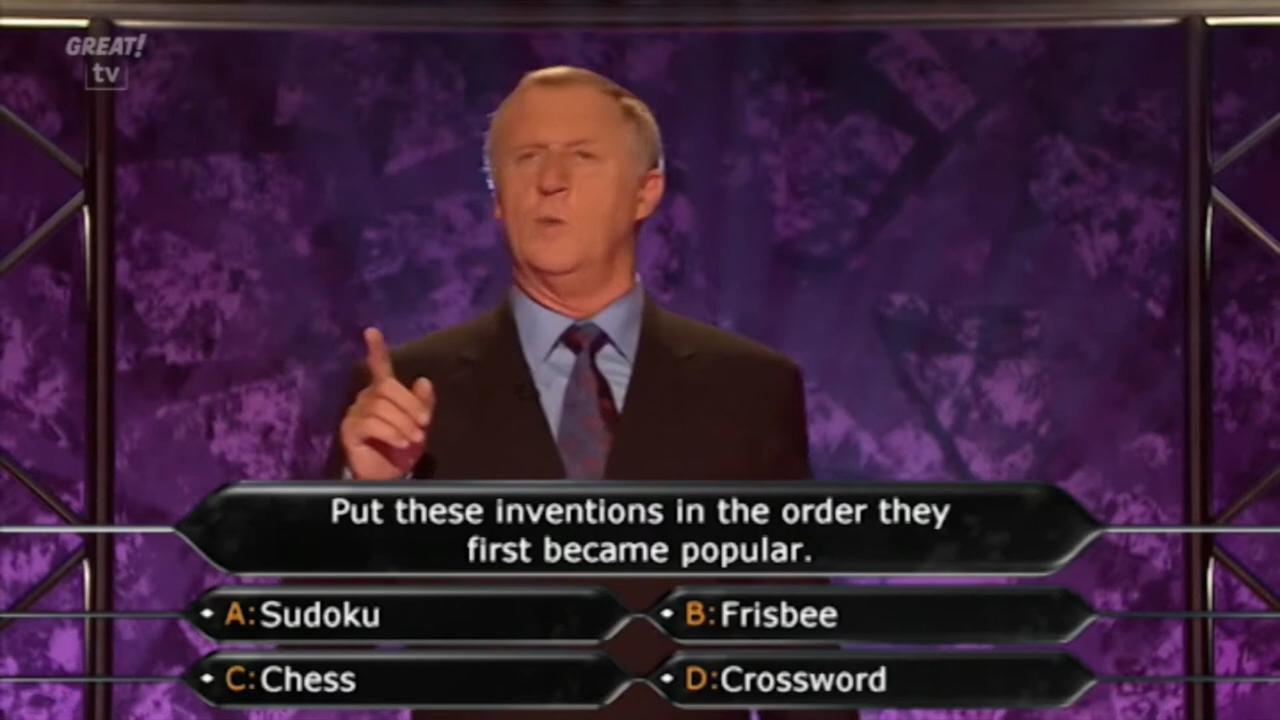 GREAT!
tv
Put these inventions in the order they
first became popular.
A: Sudoku
B: Frisbee
C: Chess
D: Crossword